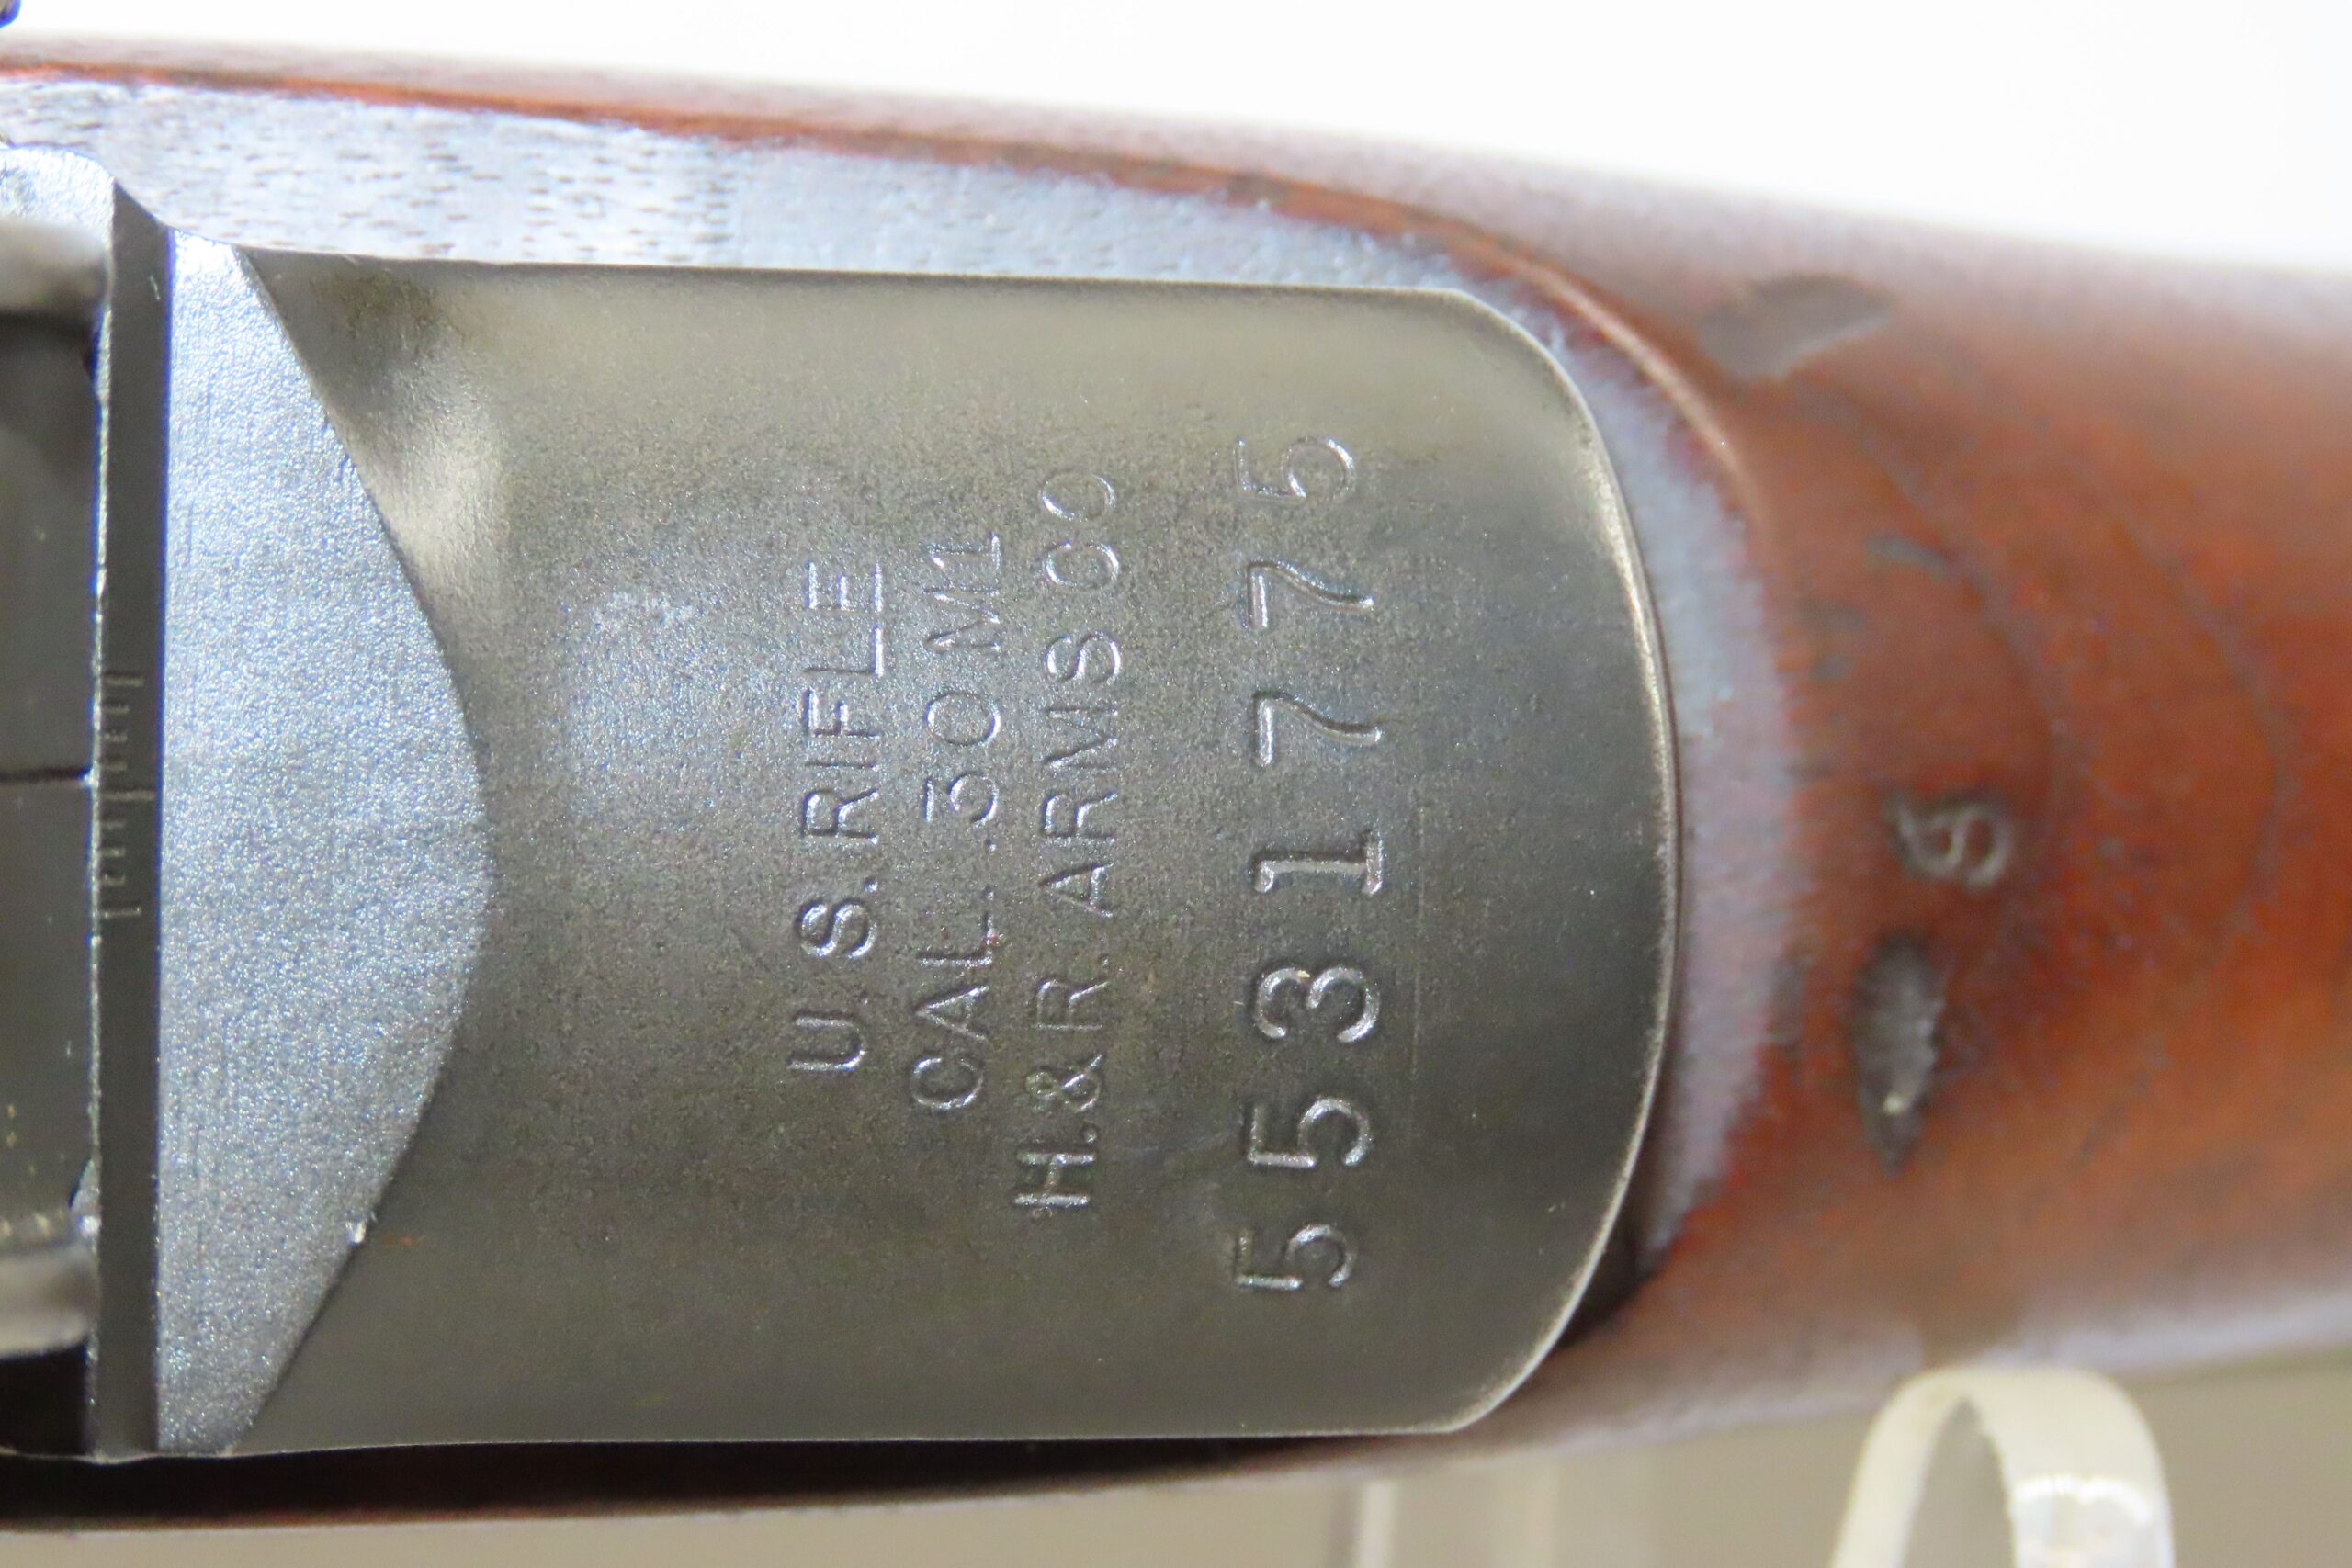 U.S. RIFLE
CAL. .30 M1
H.& R. ARMS CO
5531775